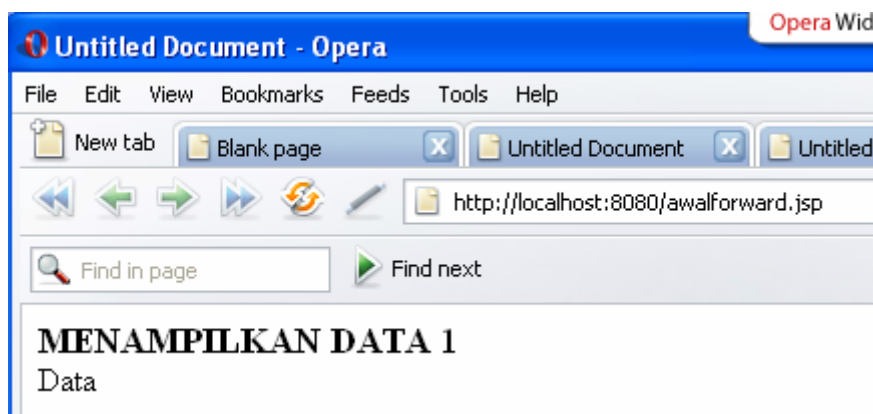 Opera Wid
Untitled Document - Opera
File Edit View Bookmarks Feeds Tools Help
New tab Blank page Untitled Document Untitled
http://localhost:8080/awalforward.jsp
Find in page Find next
MENAMPILKAN DATA 1
Data